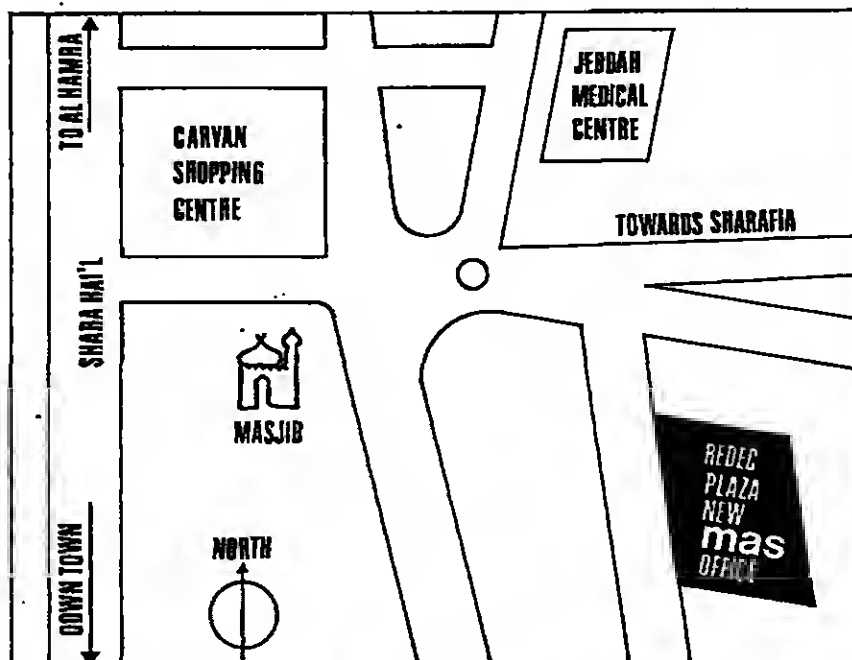 TO AL HAMRA
JEDDAH
MEDICAL
CENTRE
CARVAN
SHOPPING
CENTRE
TOWARDS SHARAFIA
SHARA HAI'L
MASJIB
REDEC
PLAZA
NEW
mas
OFFICE
NORTH
DOWN TOWN